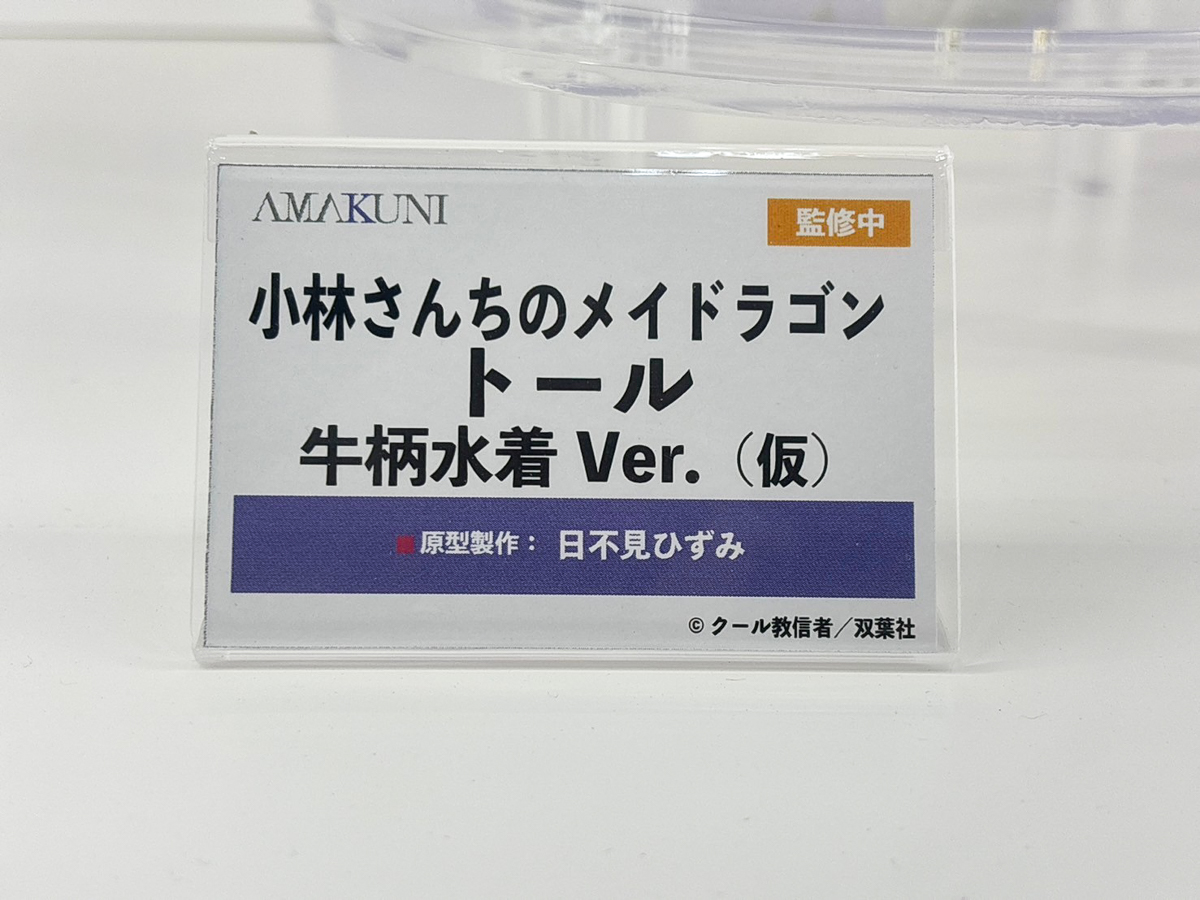 AMAKUNI
監修中
小林さんちのメイドラゴン
トール
牛柄水着 Ver.（仮）
■原型製作： 日不見ひずみ
© クール教信者／双葉社